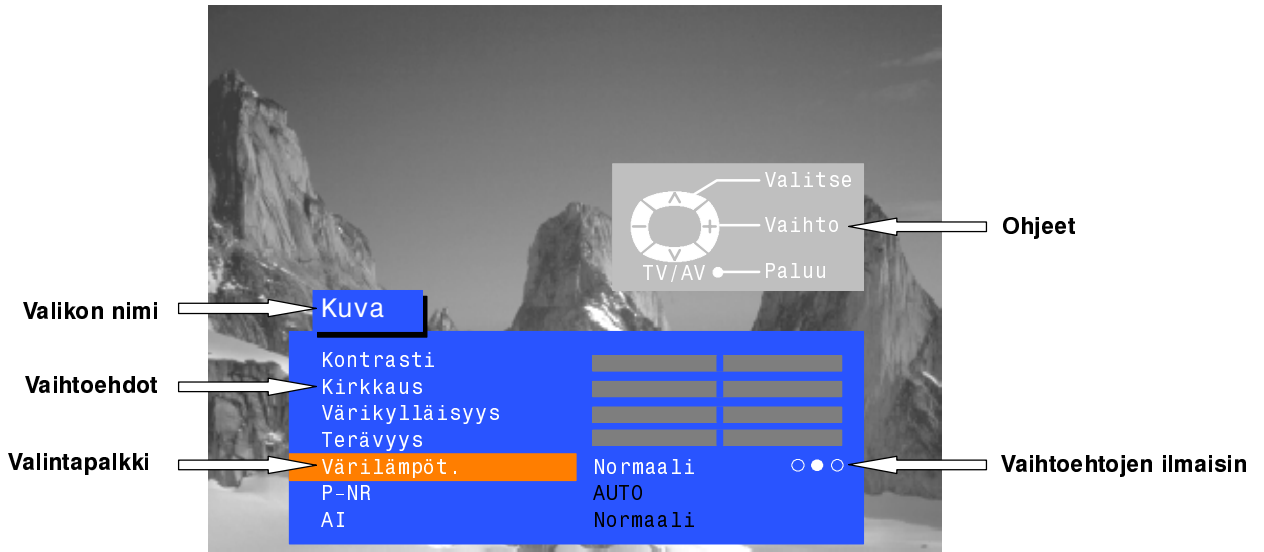 Valitse
Vaihto
Ohjeet
TV/AV Paluu
Valikon nimi
Kuva
Kontrasti
Vaihtoehdot
Kirkkaus
Värikylläisyys
Terävyys
Valintapalkki
Värilämpöt. Normaali
Vaihtoehtojen ilmaisin
P-NR AUTO
AI Normaali